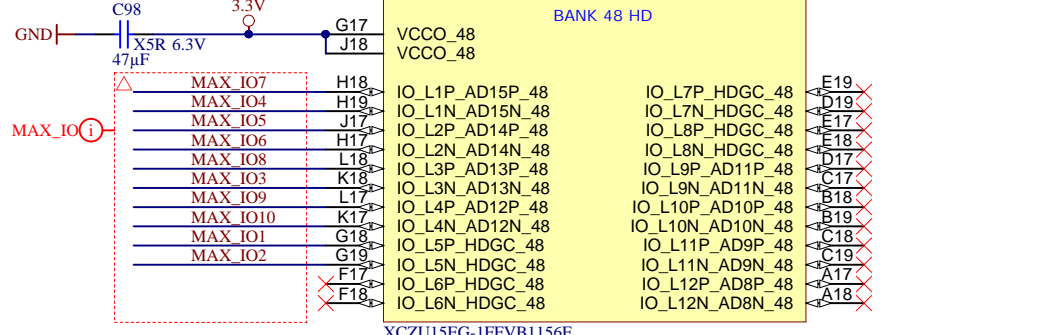 C98
3.3V
BANK 48 HD
GND
X5R 6.3V
47µF
G17 VCCO_48
J18 VCCO_48
MAX_IO7 H18 IO_L1P_AD15P_48 IO_L7P_HDGC_48 E19
MAX_IO4 H19 IO_L1N_AD15N_48 IO_L7N_HDGC_48 D19
MAX_IO5 J17 IO_L2P_AD14P_48 IO_L8P_HDGC_48 E17
MAX_IO
i
MAX_IO6 H17 IO_L2N_AD14N_48 IO_L8N_HDGC_48 E18
MAX_IO8 L18 IO_L3P_AD13P_48 IO_L9P_AD11P_48 D17
MAX_IO3 K18 IO_L3N_AD13N_48 IO_L9N_AD11N_48 C17
MAX_IO9 L17 IO_L4P_AD12P_48 IO_L10P_AD10P_48 B18
MAX_IO10 K17 IO_L4N_AD12N_48 IO_L10N_AD10N_48 B19
MAX_IO1 G18 IO_L5P_HDGC_48 IO_L11P_AD9P_48 C18
MAX_IO2 G19 IO_L5N_HDGC_48 IO_L11N_AD9N_48 C19
F17 IO_L6P_HDGC_48 IO_L12P_AD8P_48 A17
F18 IO_L6N_HDGC_48 IO_L12N_AD8N_48 A18
XCZU15EG-1FFVB1156E